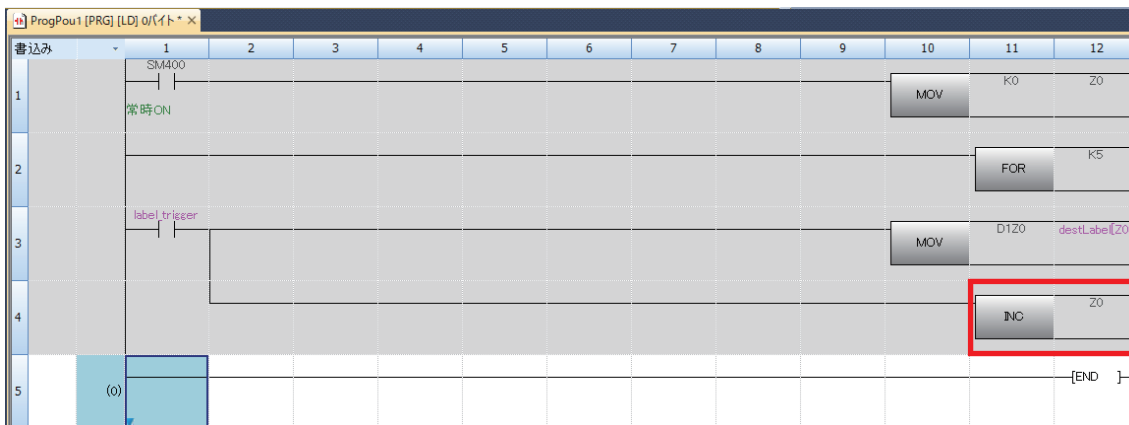 ProgPou1 [PRG] [LD] 0バイト *
書込み 1 2 3 4 5 6 7 8 9 10 11 12
1 SM400 MOV K0 Z0
常時ON
2 FOR K5
3 label_trigger MOV D1Z0 destLabel[Z0
4 INC Z0
5 (0) [END ]